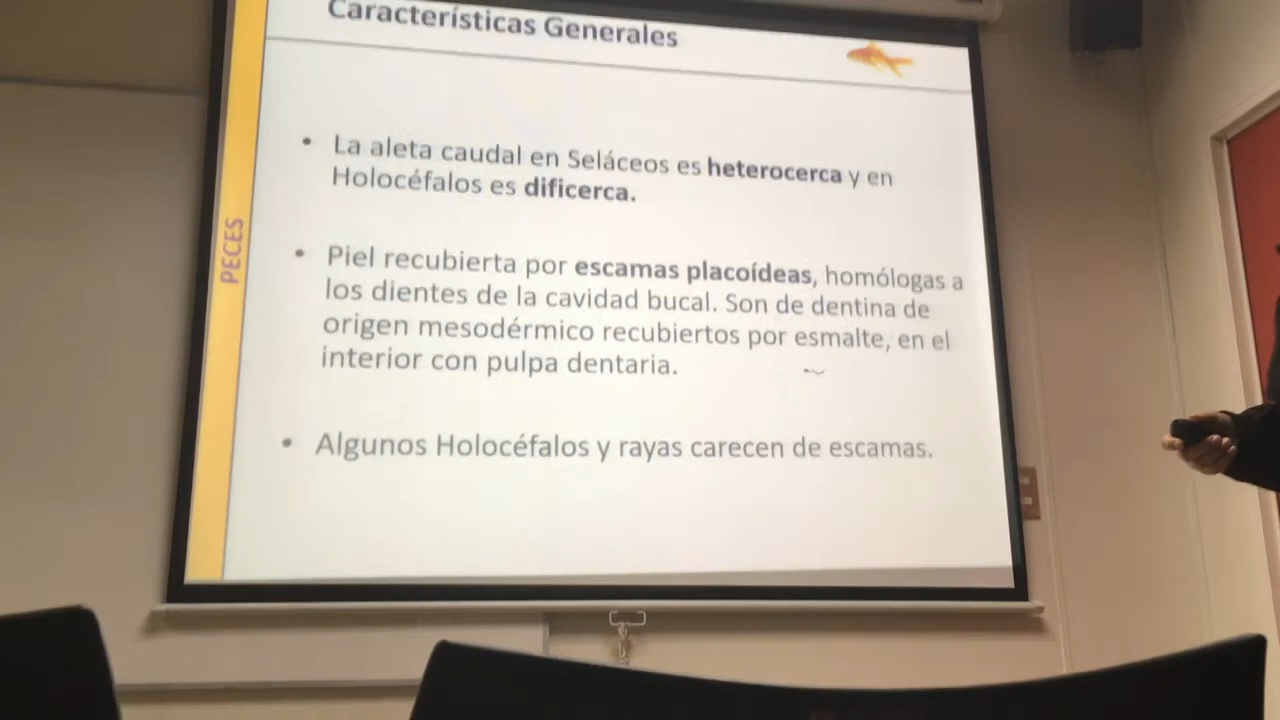 Características Generales
PECES
• La aleta caudal en Seláceos es heterocerca y en
Holocéfalos es dificerca.
• Piel recubierta por escamas placoídeas, homólogas a
los dientes de la cavidad bucal. Son de dentina de
origen mesodérmico recubiertos por esmalte, en el
interior con pulpa dentaria.
• Algunos Holocéfalos y rayas carecen de escamas.